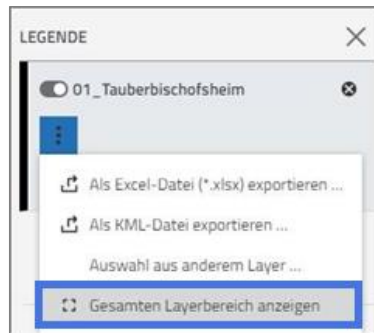 LEGENDE
01_Tauberbischofsheim
Als Excel-Datei (*.xlsx) exportieren ...
Als KML-Datei exportieren ...
Auswahl aus anderem Layer ...
Gesamten Layerbereich anzeigen